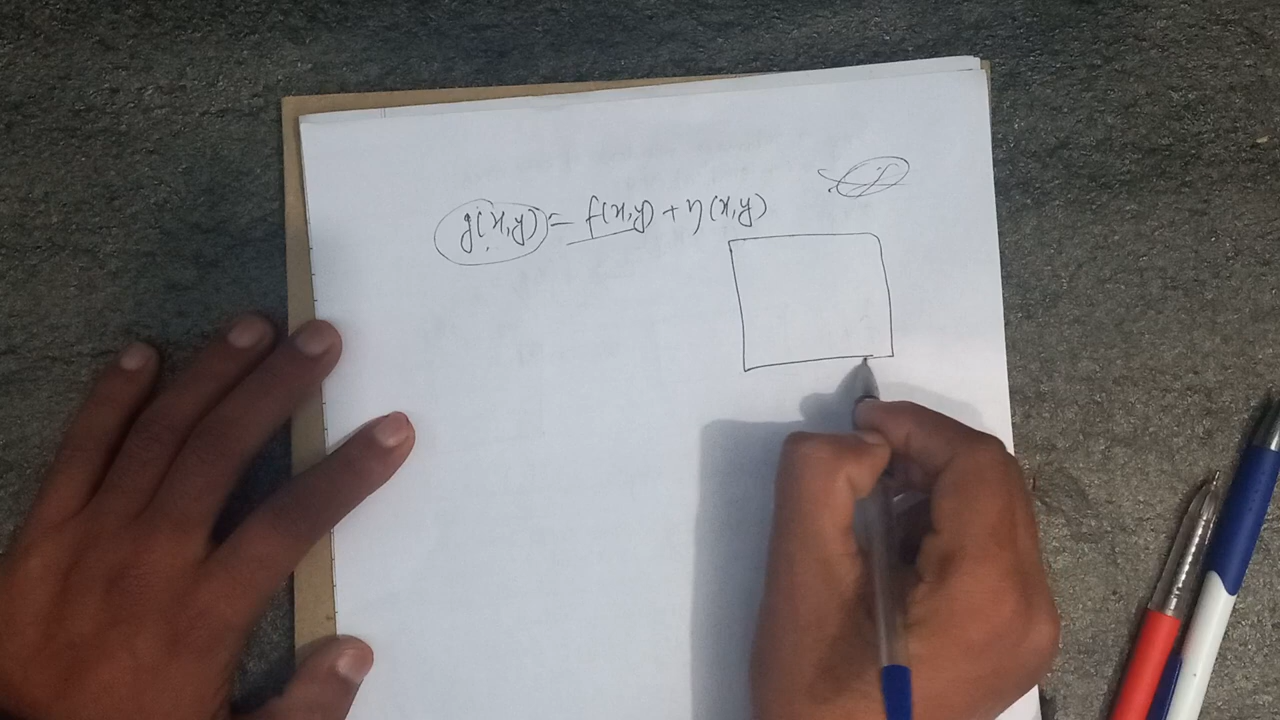 g(x,y) = f(x,y) + η(x,y)